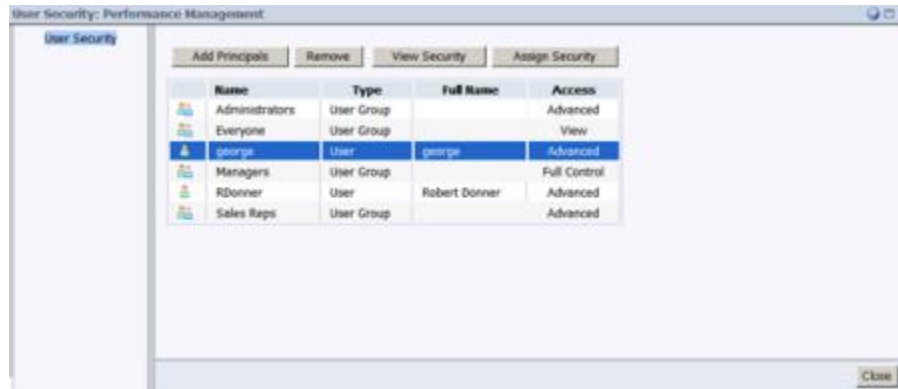 User Security: Performance Management
User Security
Add Principals Remove View Security Assign Security
Name Type Full Name Access
Administrators User Group Advanced
Everyone User Group View
george User george Advanced
Managers User Group Full Control
RDonner User Robert Donner Advanced
Sales Reps User Group Advanced
Close